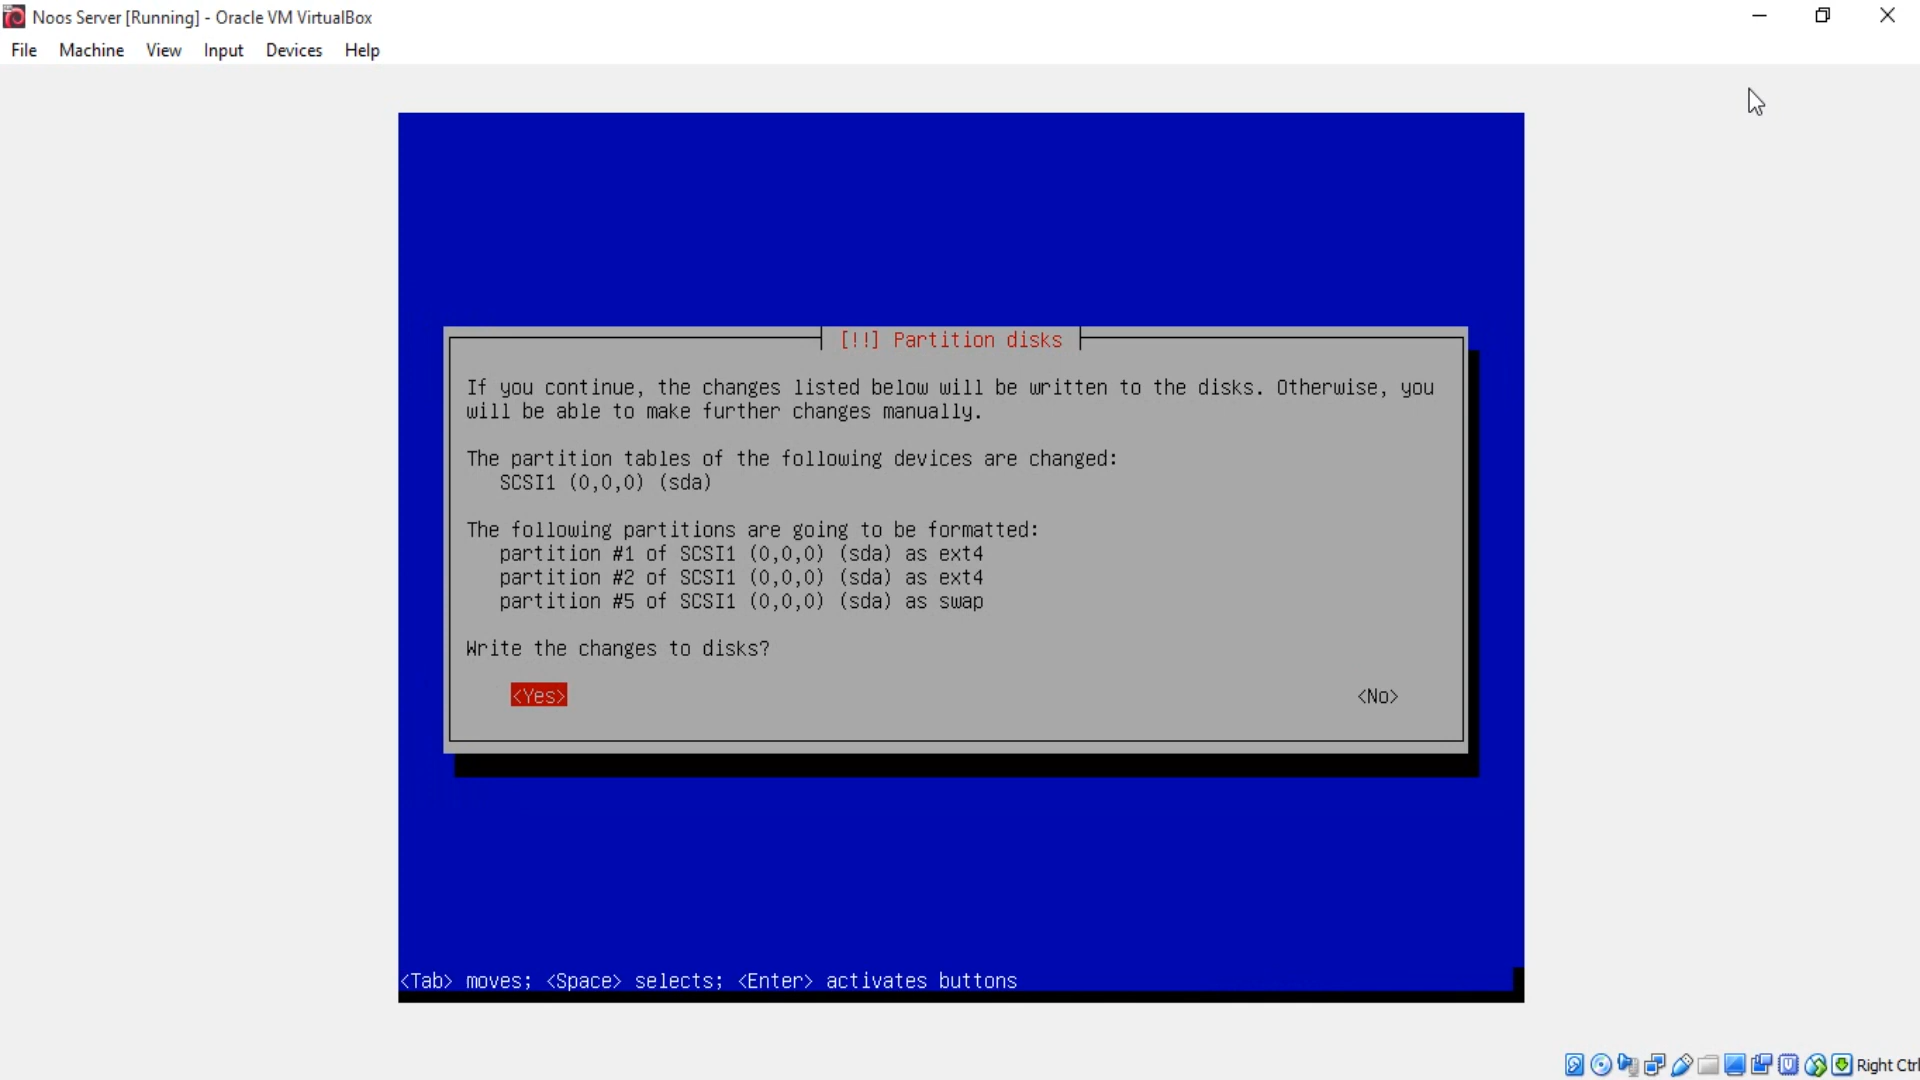 Noos Server [Running] - Oracle VM VirtualBox
File Machine View Input Devices Help
[!!] Partition disks
If you continue, the changes listed below will be written to the disks. Otherwise, you
will be able to make further changes manually.
The partition tables of the following devices are changed:
SCSI1 (0,0,0) (sda)
The following partitions are going to be formatted:
partition #1 of SCSI1 (0,0,0) (sda) as ext4
partition #2 of SCSI1 (0,0,0) (sda) as ext4
partition #5 of SCSI1 (0,0,0) (sda) as swap
Write the changes to disks?
<Yes> <No>
<Tab> moves; <Space> selects; <Enter> activates buttons
Right Ctrl